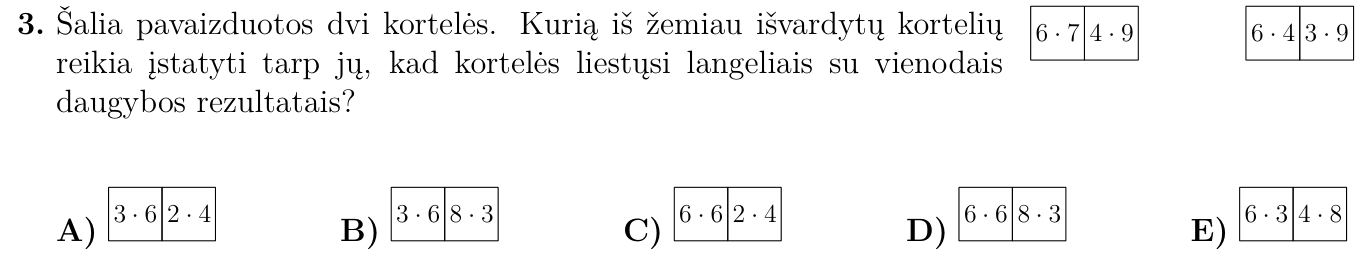 3. Šalia pavaizduotos dvi kortelės. Kurią iš žemiau išvardytų kortelių
reikia įstatyti tarp jų, kad kortelės liestųsi langeliais su vienodais
daugybos rezultatais?
6 · 7 4 · 9 6 · 4 3 · 9
A) 3 · 6 2 · 4 B) 3 · 6 8 · 3 C) 6 · 6 2 · 4 D) 6 · 6 8 · 3 E) 6 · 3 4 · 8